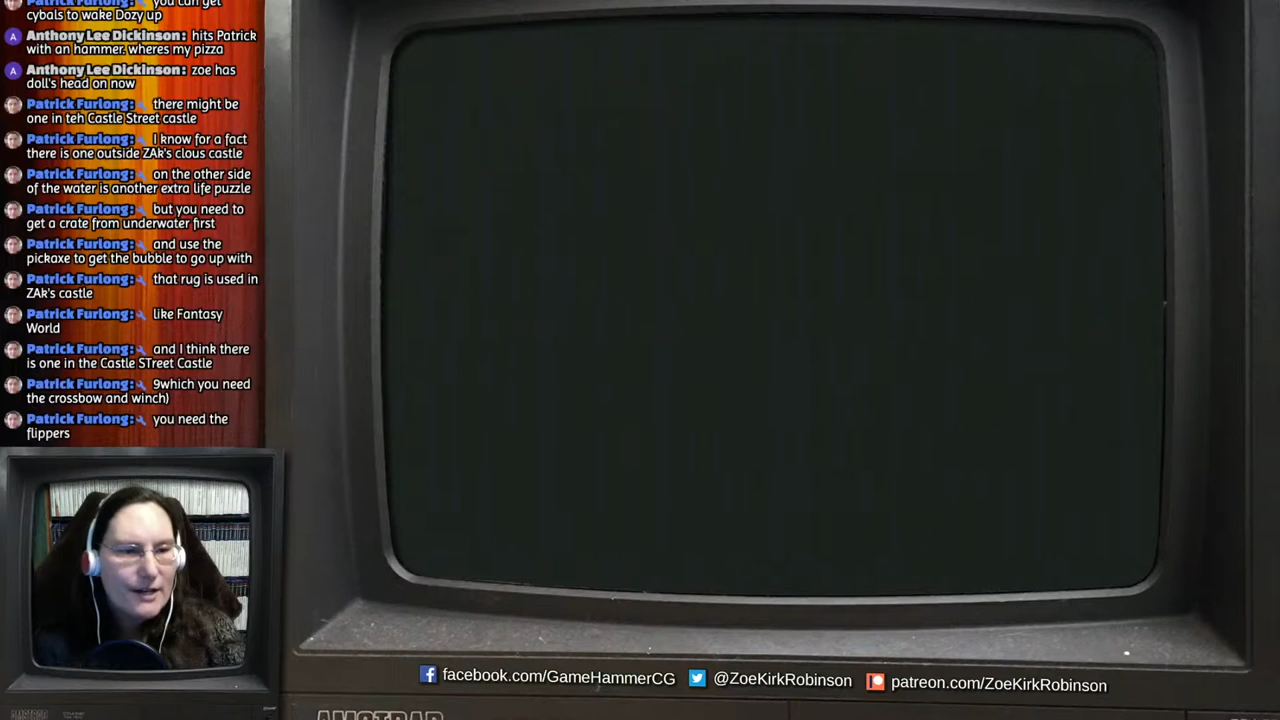 Patrick Furlong: you can get
cybals to wake Dozy up
Anthony Lee Dickinson: hits Patrick
with an hammer. wheres my pizza
Anthony Lee Dickinson: zoe has
doll's head on now
Patrick Furlong: there might be
one in teh Castle Street castle
Patrick Furlong: I know for a fact
there is one outside ZAk's clous castle
Patrick Furlong: on the other side
of the water is another extra life puzzle
Patrick Furlong: but you need to
get a crate from underwater first
Patrick Furlong: and use the
pickaxe to get the bubble to go up with
Patrick Furlong: that rug is used in
ZAk's castle
Patrick Furlong: like Fantasy
World
Patrick Furlong: and I think there
is one in the Castle STreet Castle
Patrick Furlong: 9which you need
the crossbow and winch)
Patrick Furlong: you need the
flippers
facebook.com/GameHammerCG @ZoeKirkRobinson patreon.com/ZoeKirkRobinson
AMSTRAD